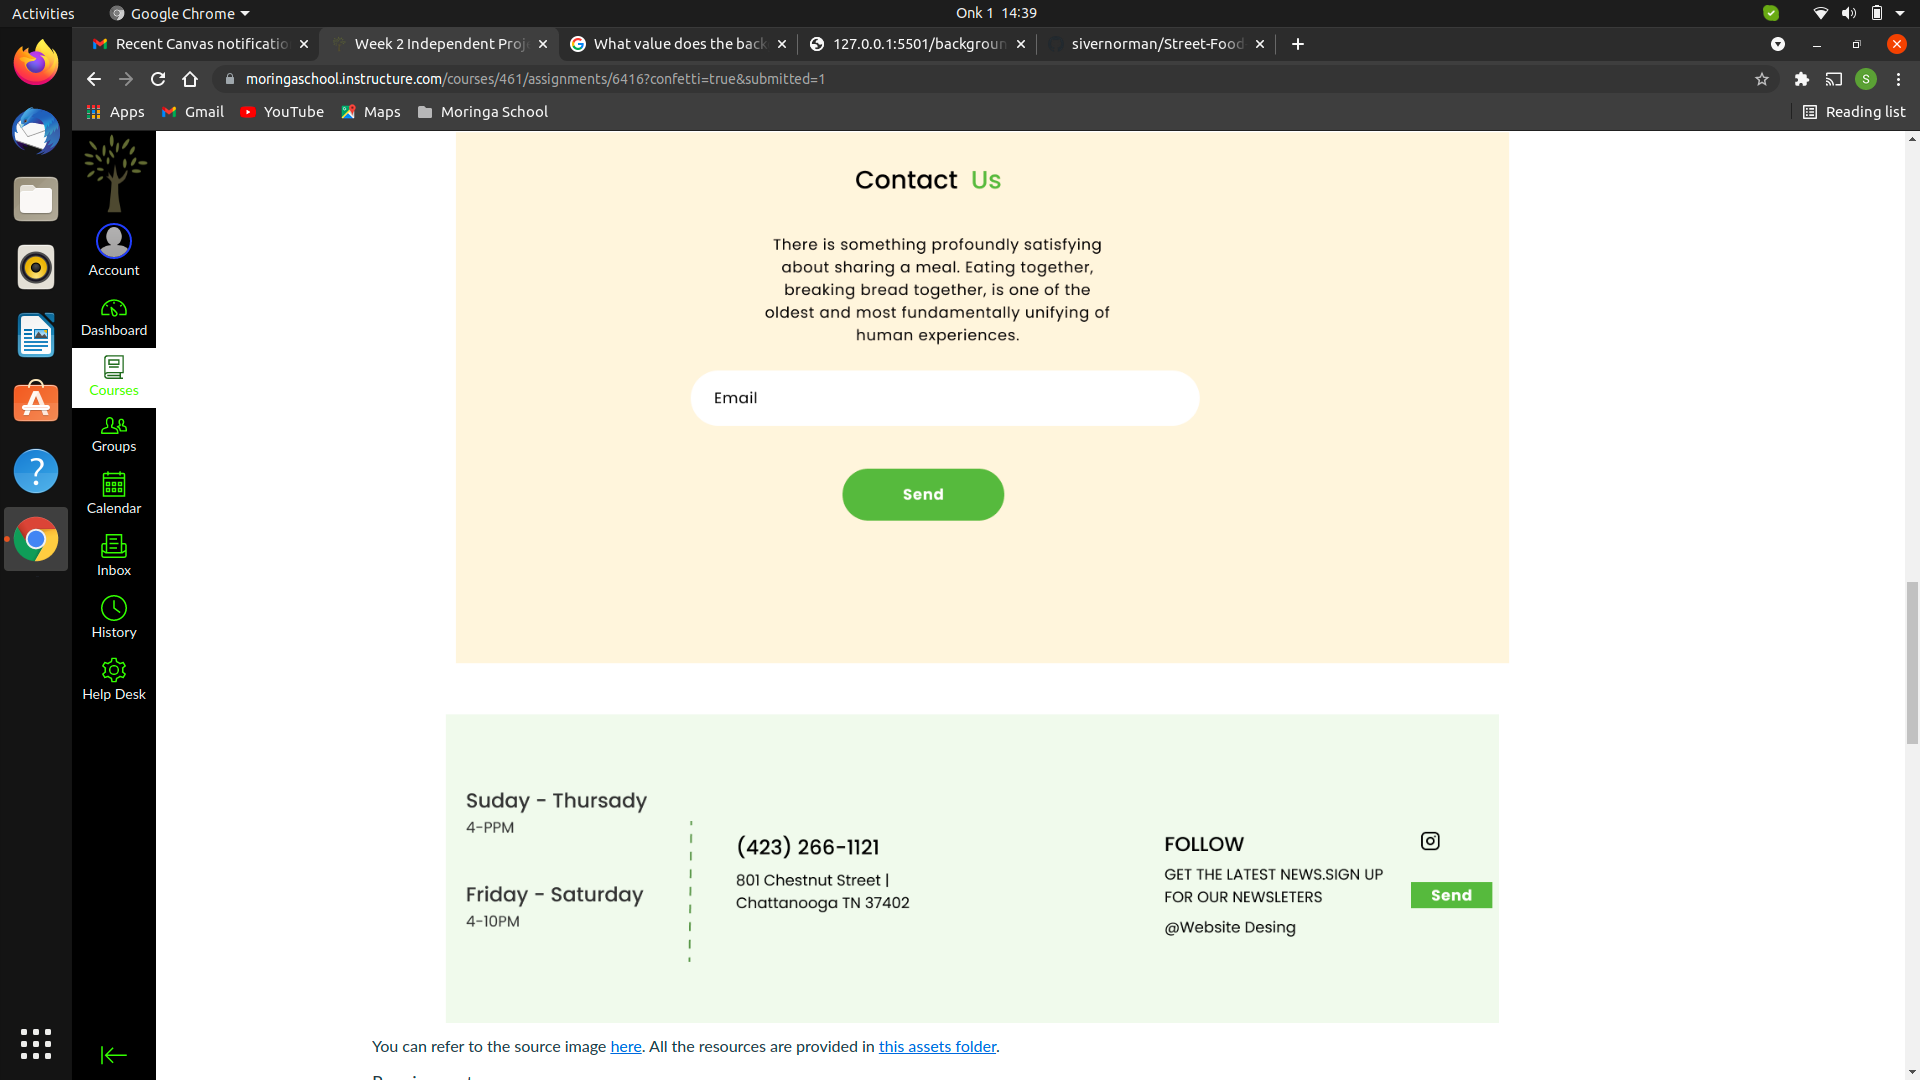 Activities
Google Chrome
Onk 1 14:39
Recent Canvas notificatio
Week 2 Independent Proj
What value does the back
127.0.0.1:5501/backgroun
sivernorman/Street-Food
moringaschool.instructure.com/courses/461/assignments/6416?confetti=true&submitted=1
S
Apps
Gmail
YouTube
Maps
Moringa School
Reading list
Account
Dashboard
Courses
Groups
Calendar
Inbox
History
Help Desk
Contact Us
There is something profoundly satisfying
about sharing a meal. Eating together,
breaking bread together, is one of the
oldest and most fundamentally unifying of
human experiences.
Email
Send
Suday - Thursady
4-PPM
Friday - Saturday
4-10PM
(423) 266-1121
801 Chestnut Street |
Chattanooga TN 37402
FOLLOW
GET THE LATEST NEWS.SIGN UP
FOR OUR NEWSLETERS
@Website Desing
Send
You can refer to the source image here. All the resources are provided in this assets folder.